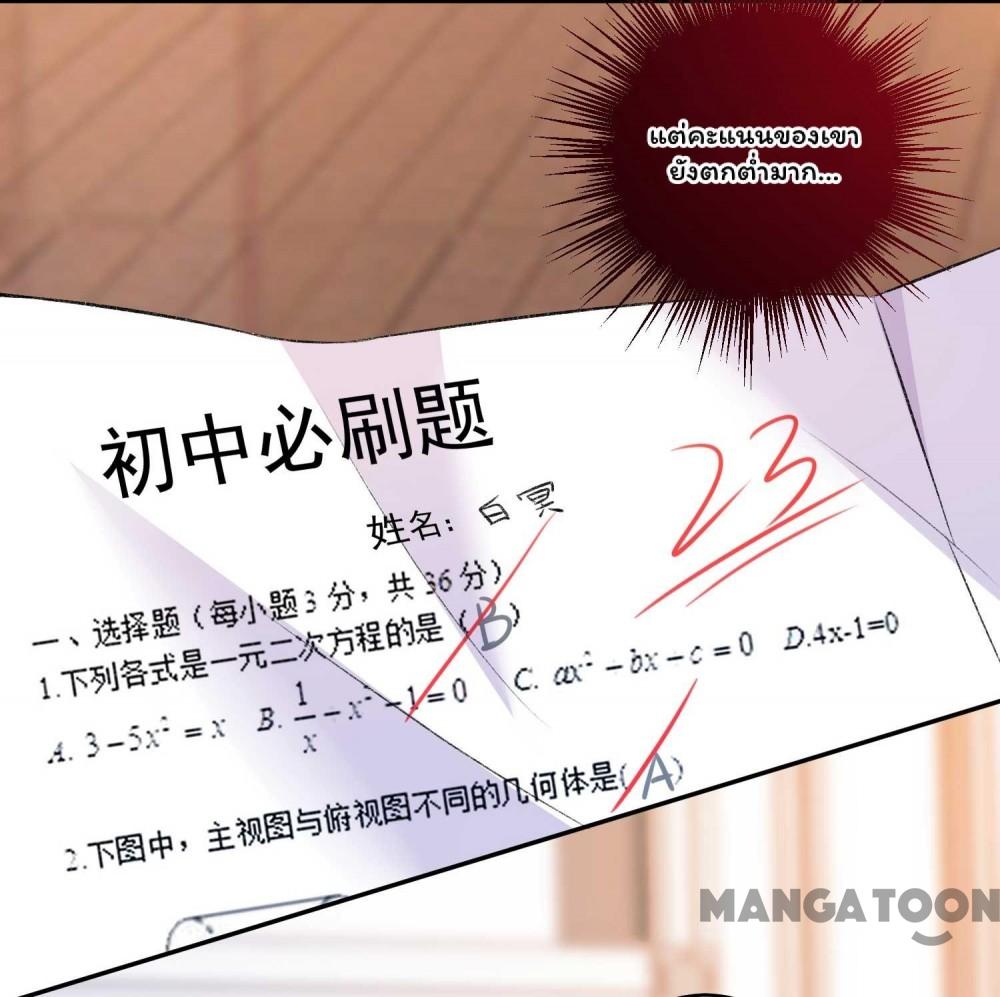 แต่คะแนนของเขา
ยังตกต่ำมาก...
初中必刷题
姓名：白冥
23
一、选择题（每小题3分，共36分）
1.下列各式是一元二次方程的是（B）
A. 3-5x²=x B. 1/x+x²-1=0 C. ax²+bx+c=0 D.4x-1=0
2.下图中，主视图与俯视图不同的几何体是(A)
MANGATOON